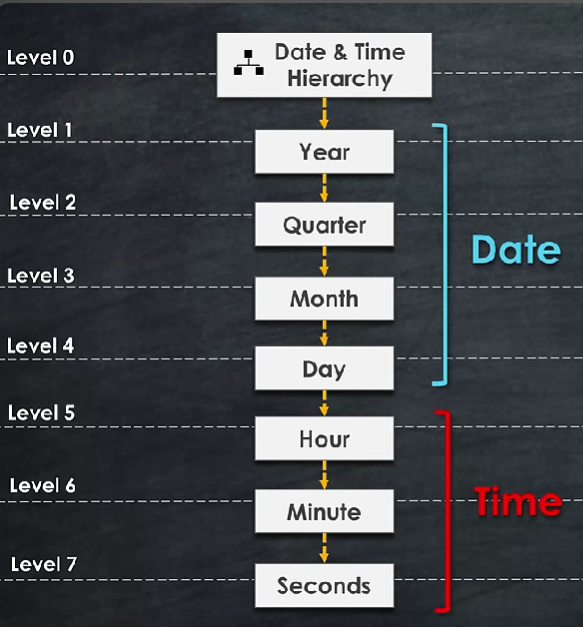 Level 0
Date & Time
Hierarchy
Level 1
Year
Level 2
Quarter
Date
Level 3
Month
Level 4
Day
Level 5
Hour
Level 6
Minute
Time
Level 7
Seconds